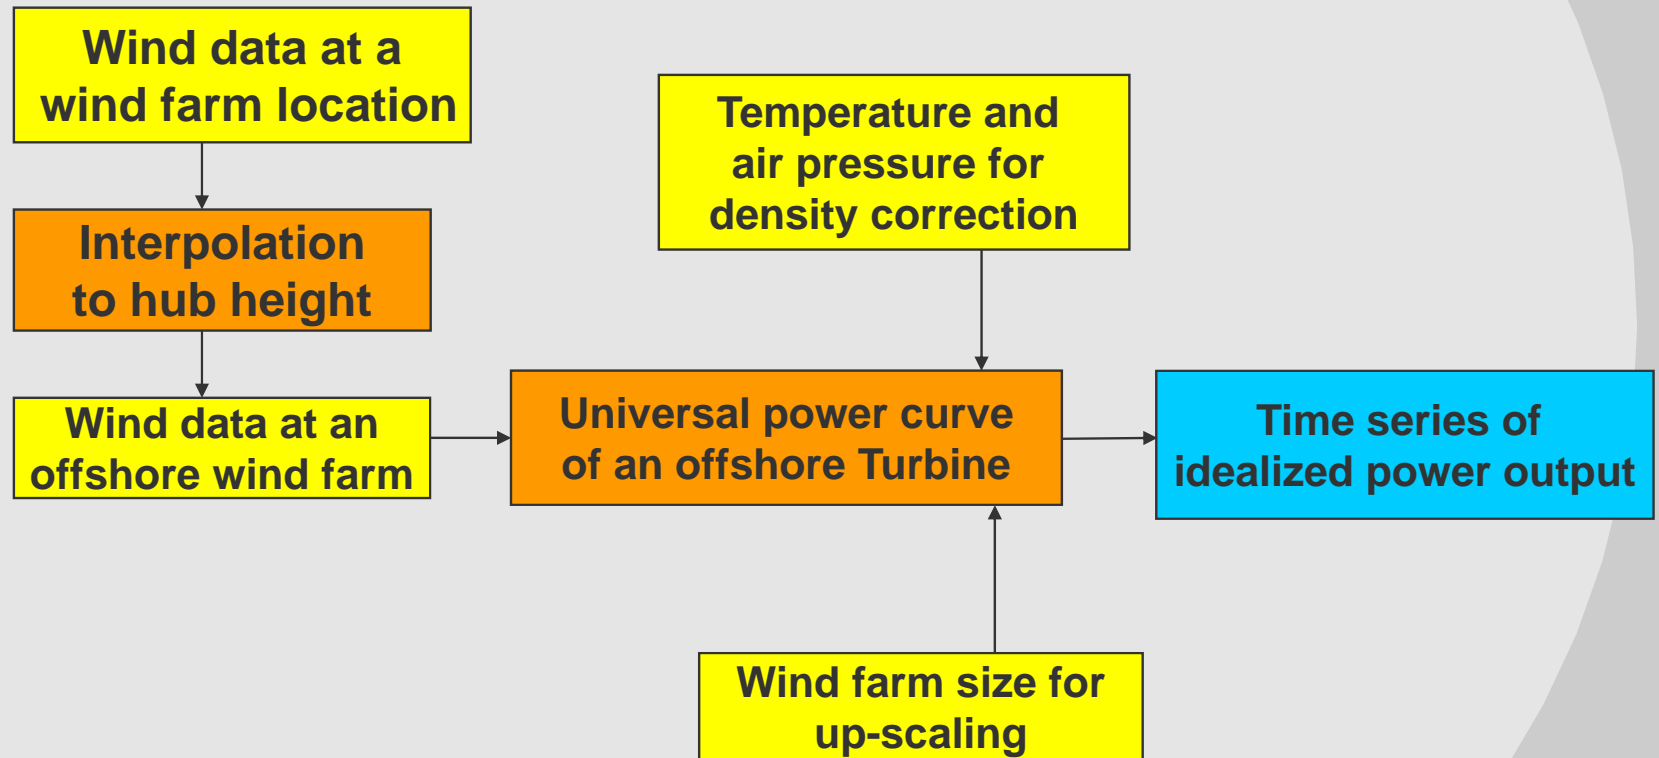 Wind data at a
wind farm location
Temperature and
air pressure for
density correction
Interpolation
to hub height
Wind data at an
offshore wind farm
Universal power curve
of an offshore Turbine
Time series of
idealized power output
Wind farm size for
up-scaling